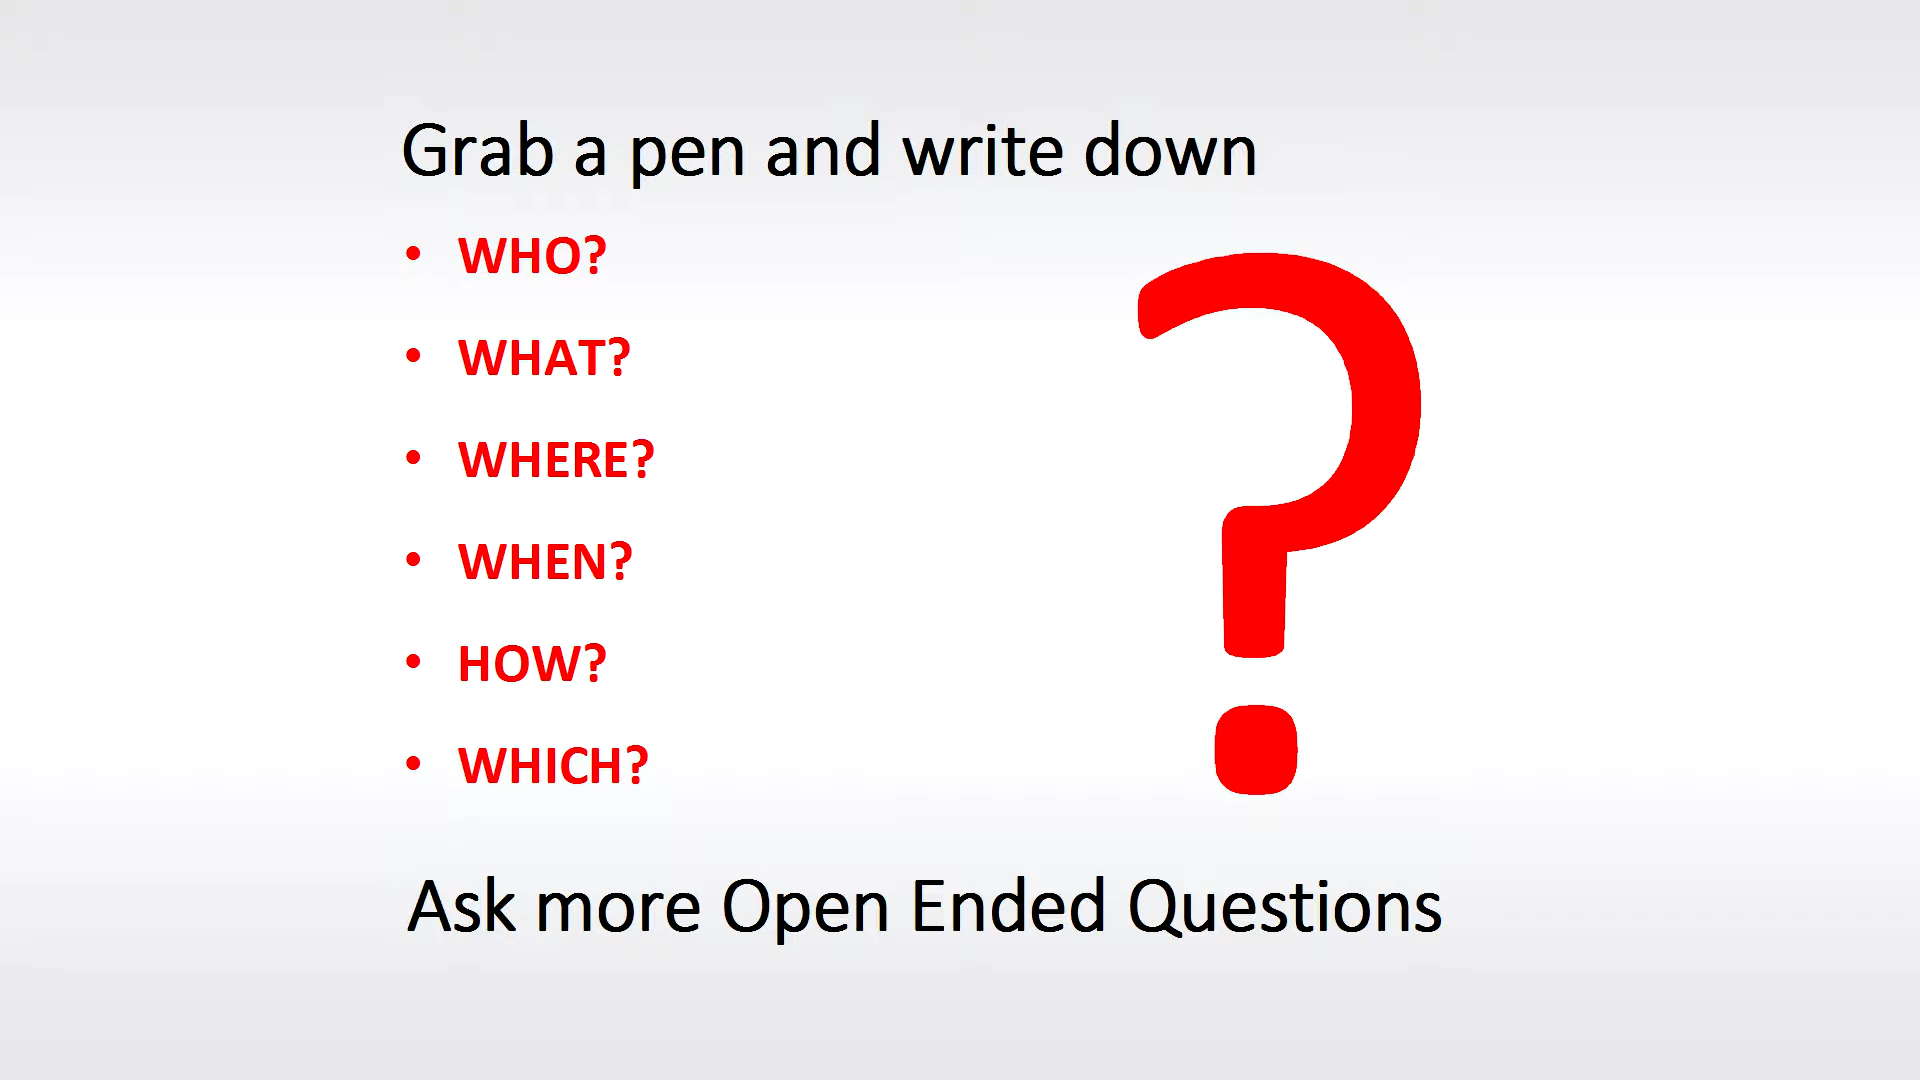 Grab a pen and write down
• WHO?
• WHAT?
• WHERE?
• WHEN?
• HOW?
• WHICH?
?
Ask more Open Ended Questions